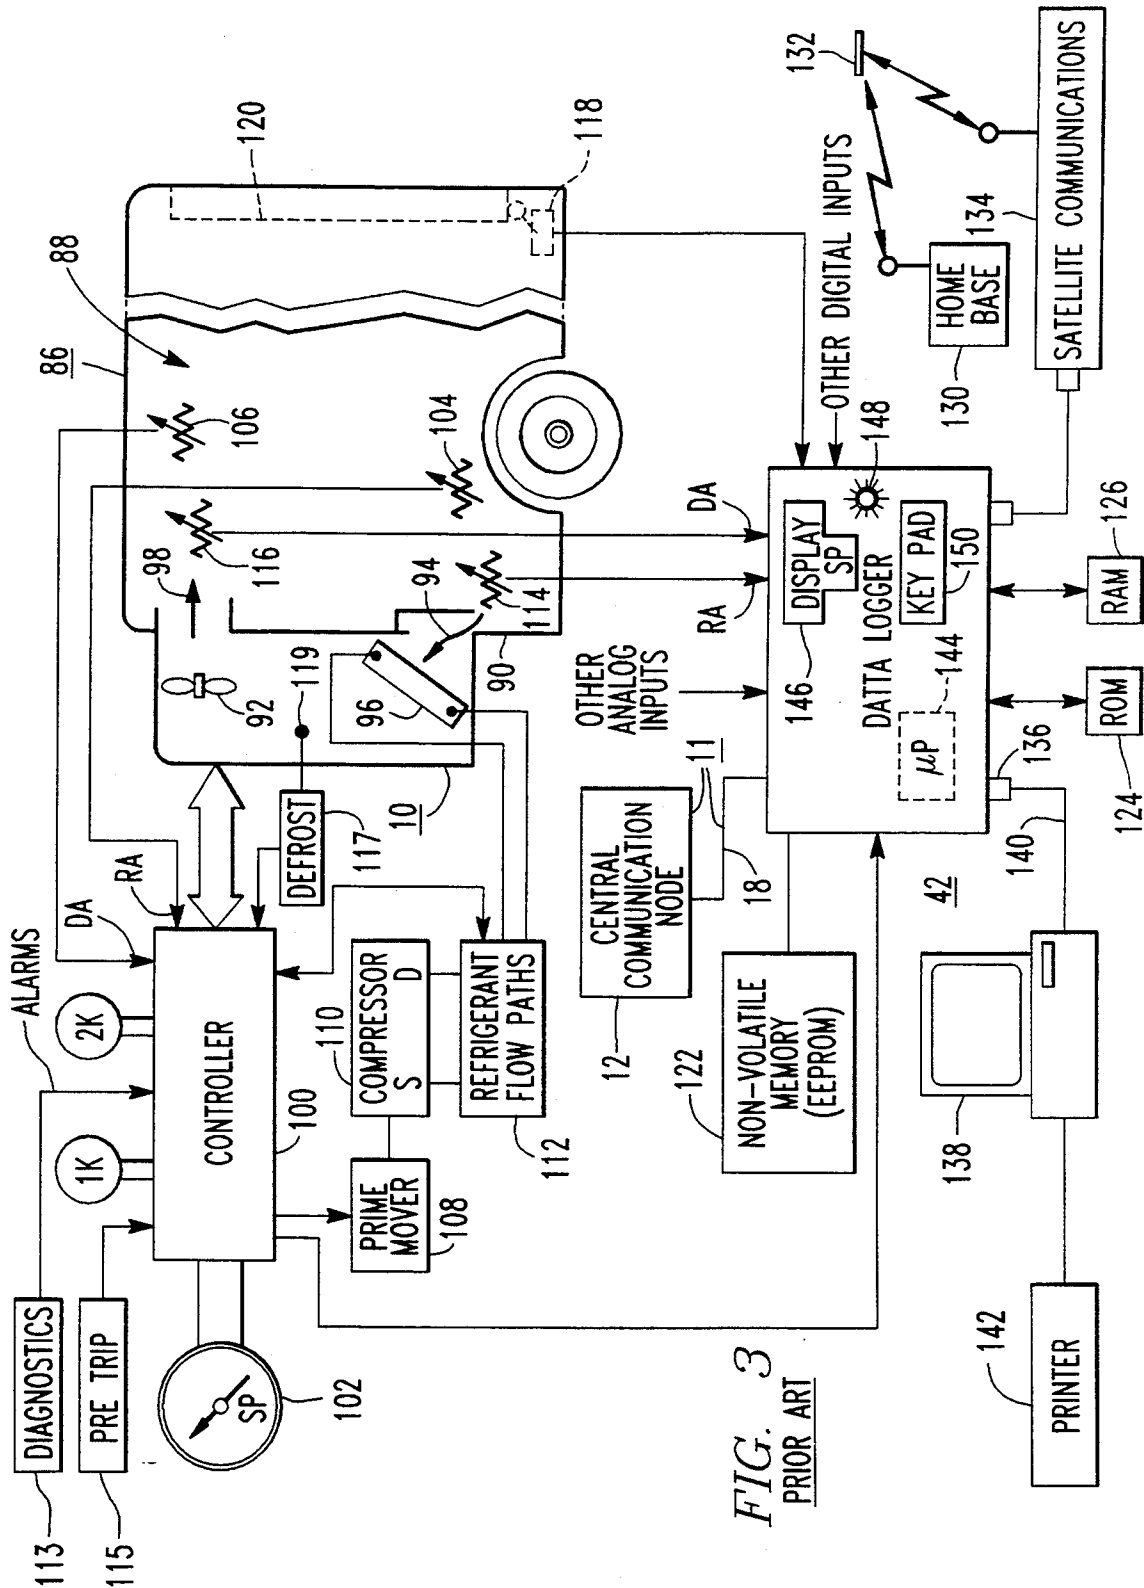 113
DIAGNOSTICS
115
PRE TRIP
ALARMS
1K
2K
DA
RA
SP
102
CONTROLLER
100
PRIME
MOVER
108
110
COMPRESSOR
S D
REFRIGERANT
FLOW PATHS
112
DEFROST
117
119
10
92
98
96
90
94
116
106
104
114
86
88
120
118
12
CENTRAL
COMMUNICATION
NODE
11
18
122
NON-VOLATILE
MEMORY
(EEPROM)
OTHER
ANALOG
INPUTS
RA
DA
OTHER DIGITAL INPUTS
146
DISPLAY
SP
148
DATTA LOGGER
KEY PAD
150
µP
144
42
136
140
138
PRINTER
142
ROM
124
RAM
126
HOME
BASE
130
132
134
SATELLITE COMMUNICATIONS
FIG. 3
PRIOR ART